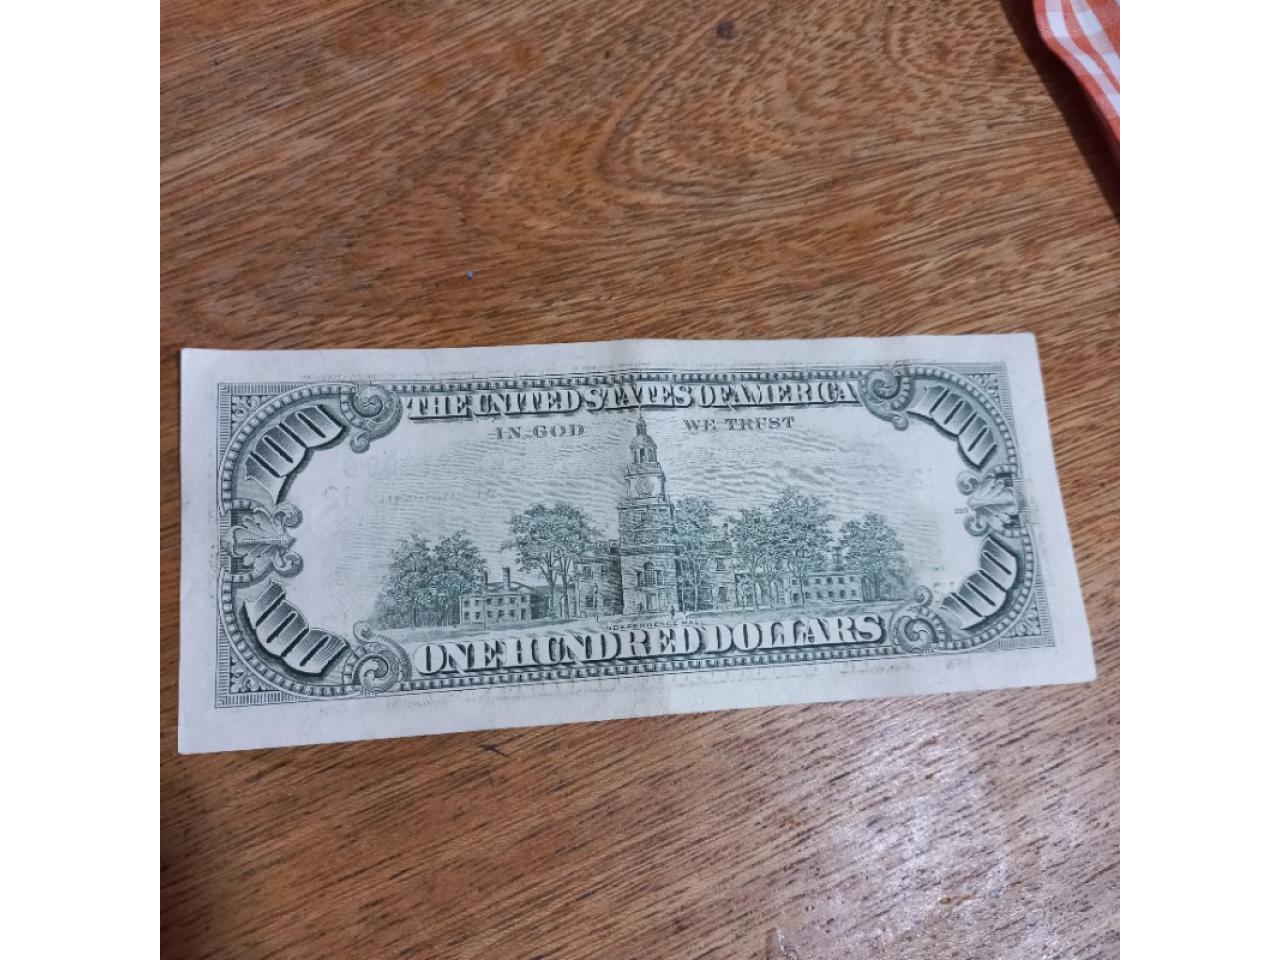 100 THE UNITED STATES OF AMERICA 100
IN GOD WE TRUST
INDEPENDENCE HALL
100 ONE HUNDRED DOLLARS 100